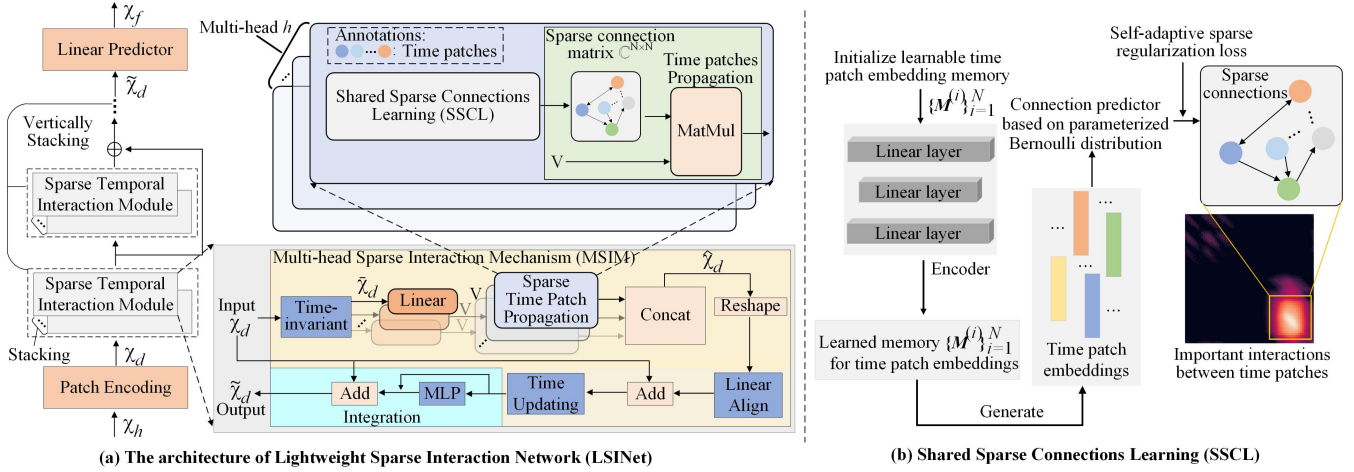 χ_f
Linear Predictor
χ̃_d
Vertically
Stacking
Sparse Temporal
Interaction Module
Sparse Temporal
Interaction Module
Stacking
χ_d
Patch Encoding
χ_h
Multi-head h
Annotations:
: Time patches
Shared Sparse Connections
Learning (SSCL)
Sparse connection
matrix ℂ^{N×N}
Time patches
Propagation
MatMul
V
Multi-head Sparse Interaction Mechanism (MSIM)
Input
χ_d
Time-
invariant
χ̄_d
Linear
V
V
V
Sparse
Time Patch
Propagation
Concat
χ̂_d
Reshape
Linear
Align
Add
Time
Updating
MLP
Add
Integration
χ̃_d
Output
(a) The architecture of Lightweight Sparse Interaction Network (LSINet)
Initialize learnable time
patch embedding memory
{M^{(i)}}_{i=1}^N
Linear layer
Linear layer
Linear layer
Encoder
Learned memory {M^{(i)}}_{i=1}^N
for time patch embeddings
Generate
Time patch
embeddings
Connection predictor
based on parameterized
Bernoulli distribution
Self-adaptive sparse
regularization loss
Sparse
connections
Important interactions
between time patches
(b) Shared Sparse Connections Learning (SSCL)